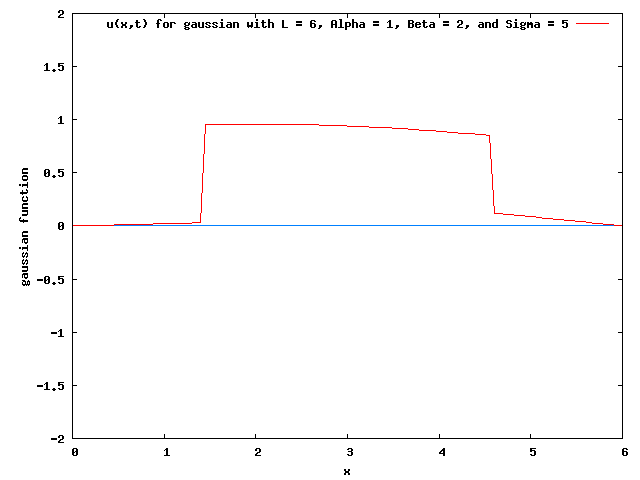 u(x,t) for gaussian with L = 6, Alpha = 1, Beta = 2, and Sigma = 5
2
1.5
1
0.5
0
-0.5
-1
-1.5
-2
gaussian function
0 1 2 3 4 5 6
x